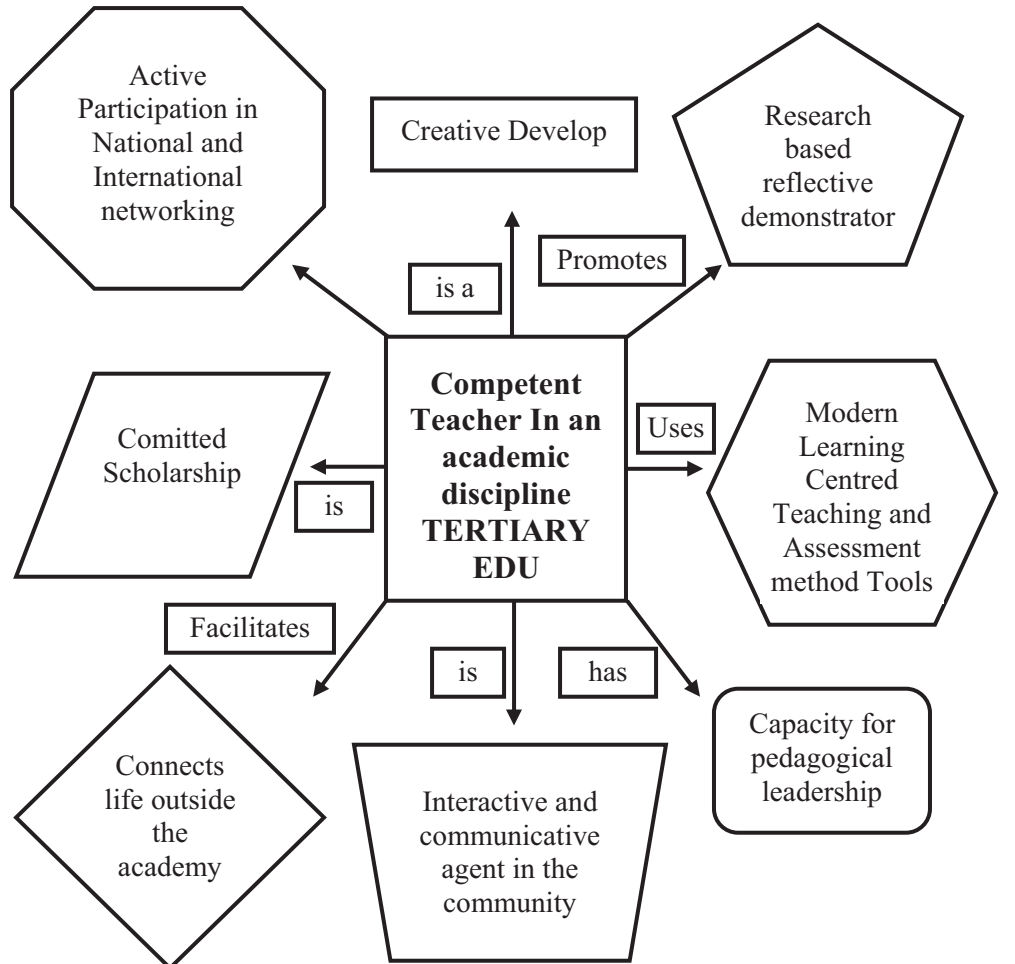 Active
Participation in
National and
International
networking
Creative Develop
Research
based
reflective
demonstrator
is a
Promotes
Competent
Teacher In an
academic
discipline
TERTIARY
EDU
Comitted
Scholarship
is
Uses
Modern
Learning
Centred
Teaching and
Assessment
method Tools
Facilitates
is
has
Connects
life outside
the
academy
Interactive and
communicative
agent in the
community
Capacity for
pedagogical
leadership